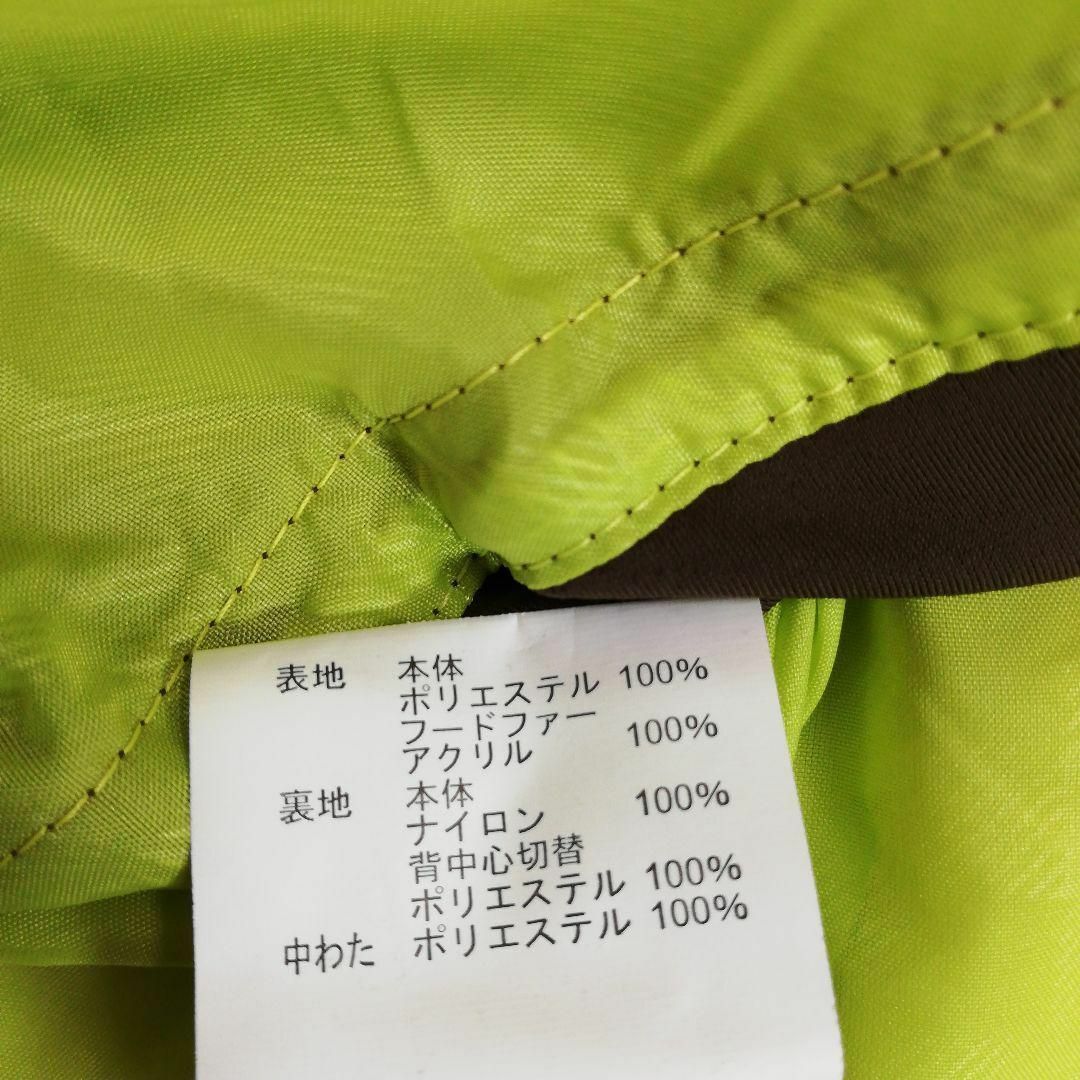 表地 本体
ポリエステル 100%
フードファー
アクリル 100%
裏地 本体
ナイロン 100%
背中心切替
ポリエステル 100%
中わた ポリエステル 100%